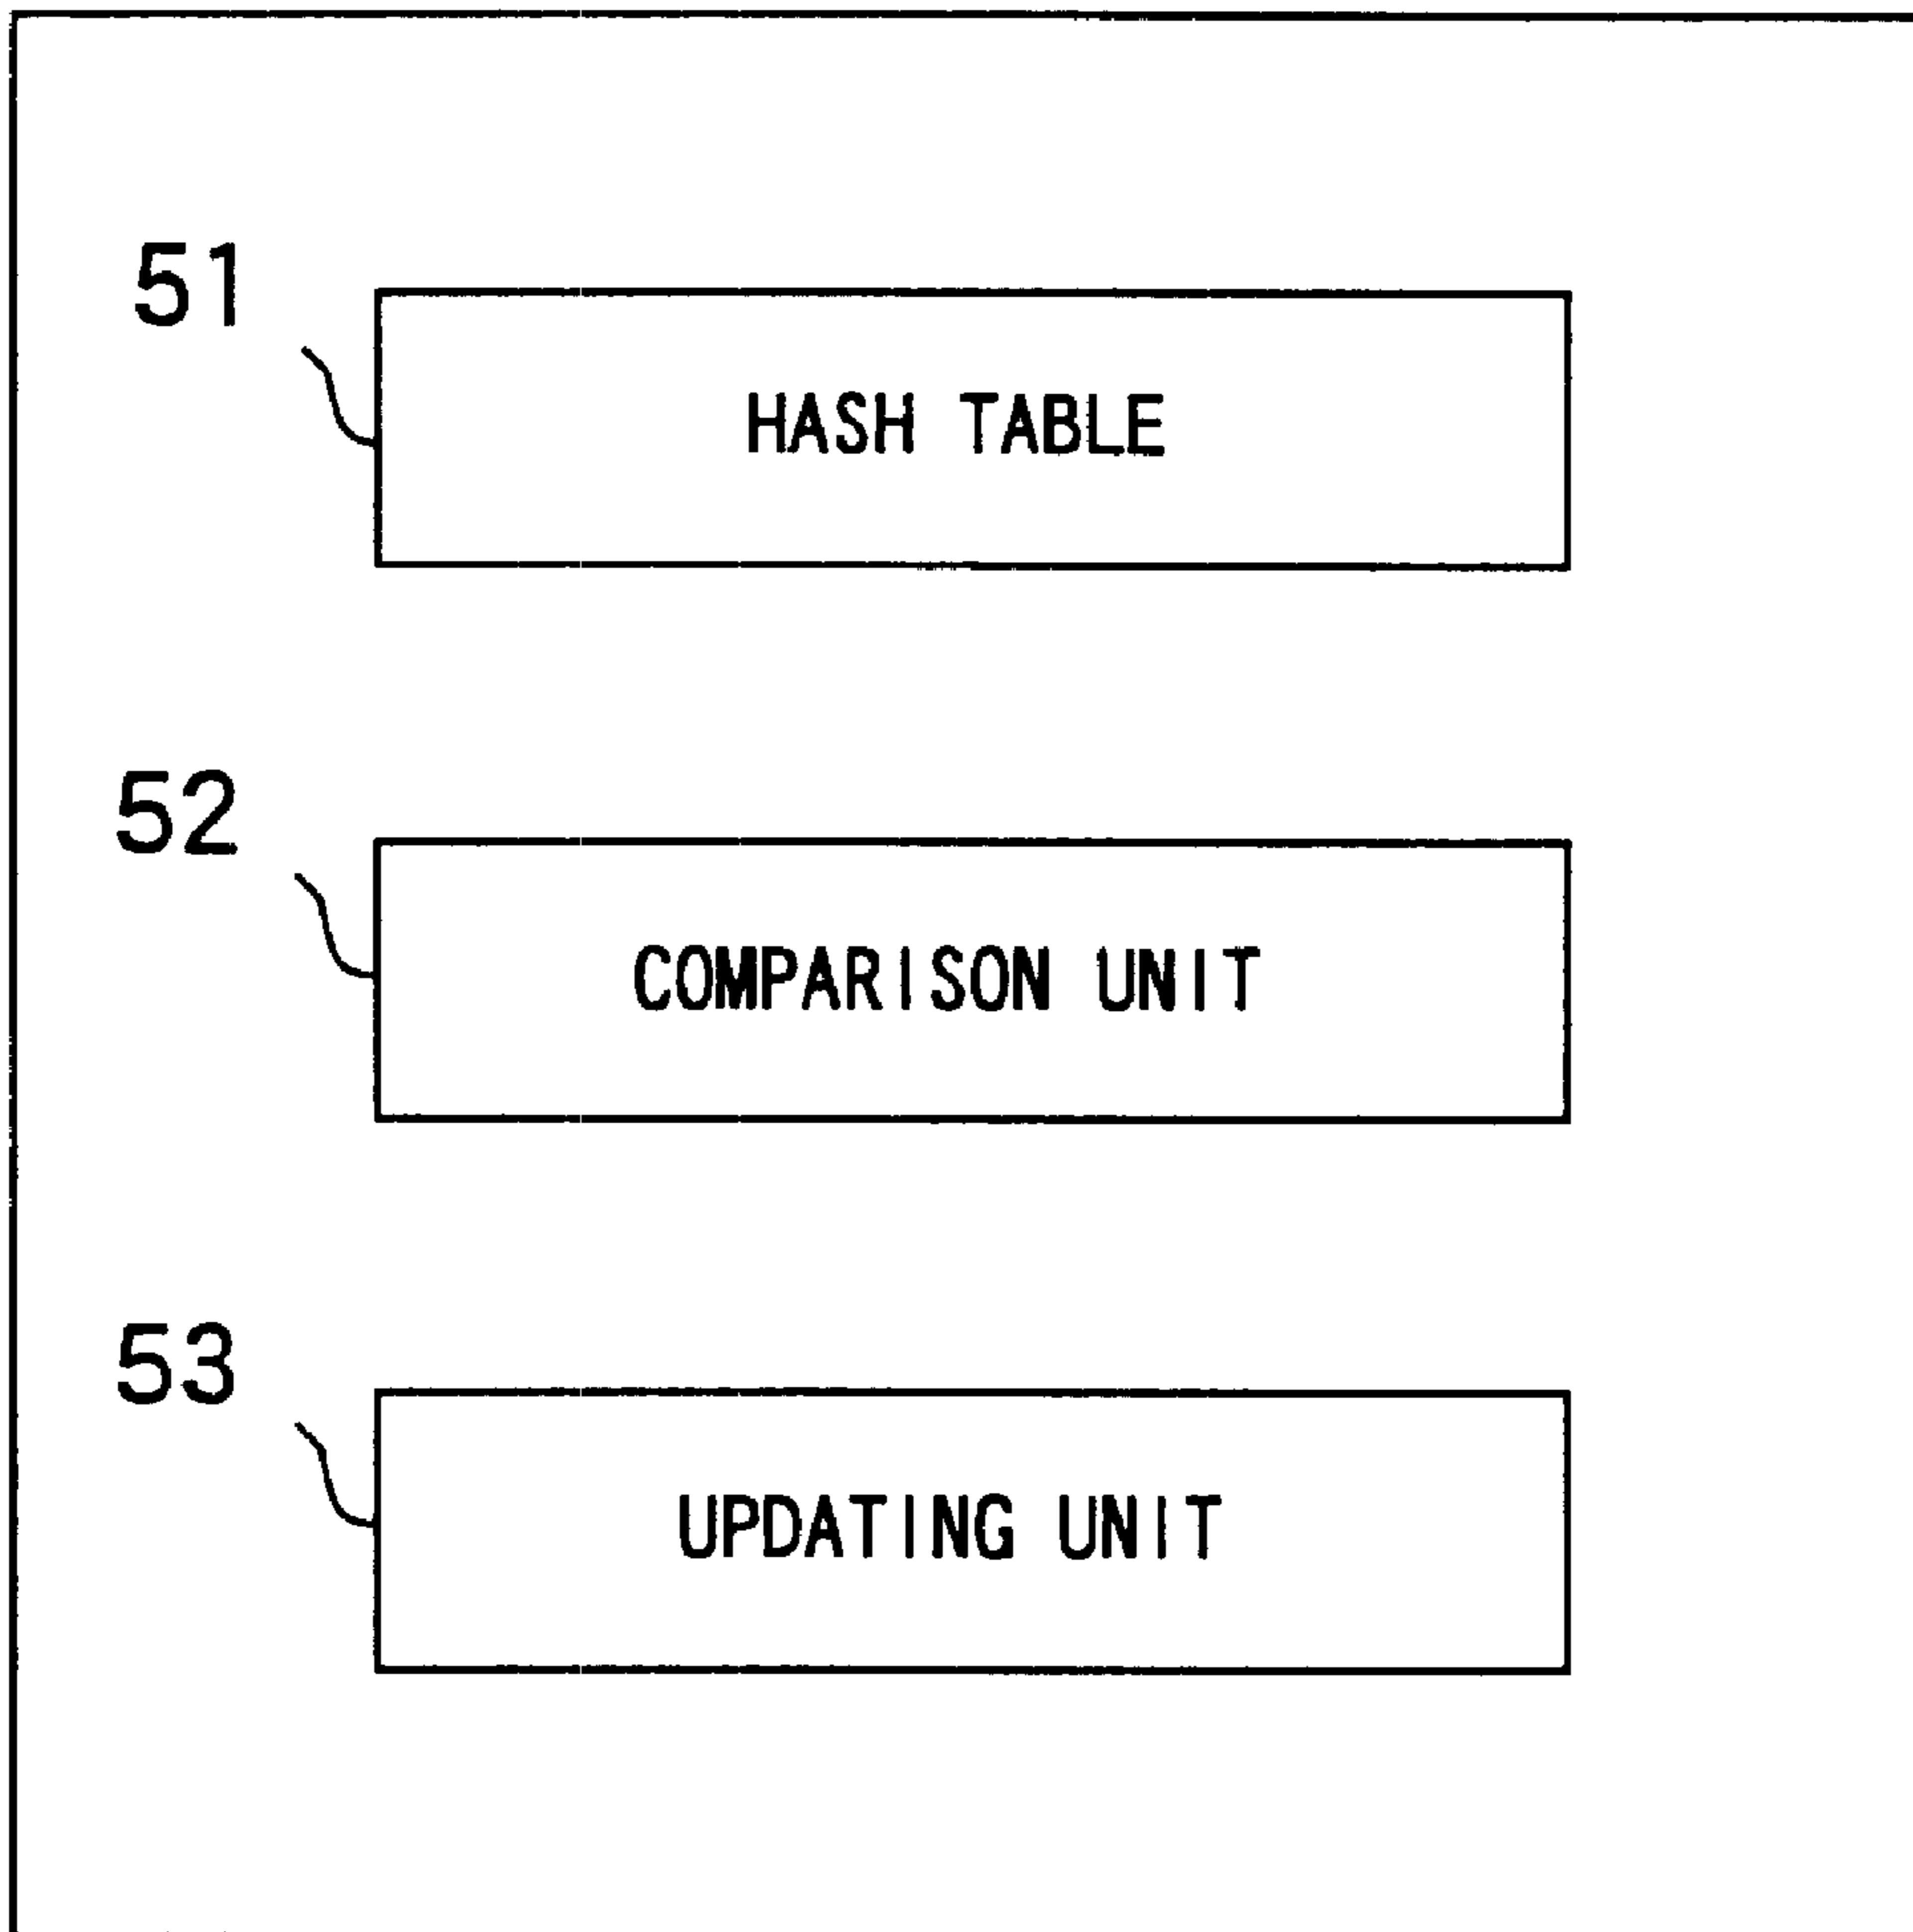 51
HASH TABLE
52
COMPARISON UNIT
53
UPDATING UNIT